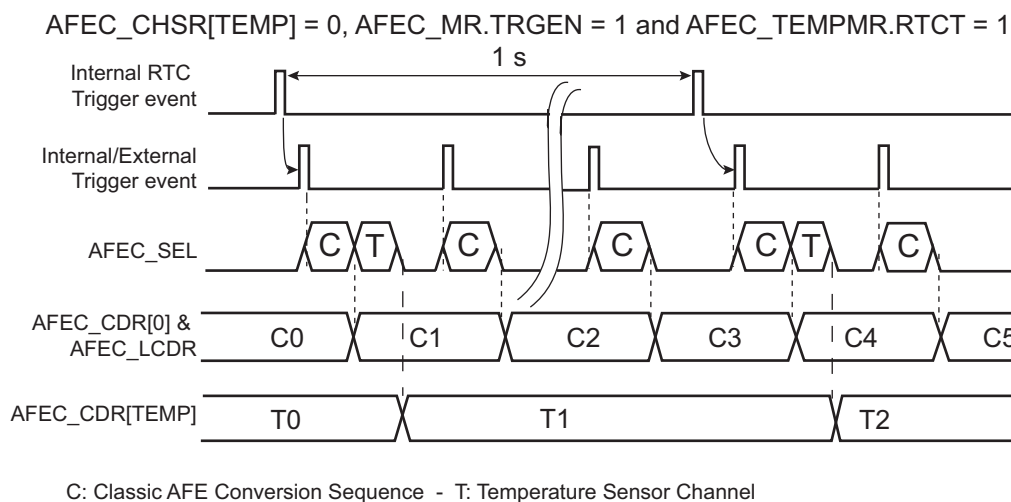 AFEC_CHSR[TEMP] = 0, AFEC_MR.TRGEN = 1 and AFEC_TEMPMR.RTCT = 1
1 s
Internal RTC
Trigger event
Internal/External
Trigger event
AFEC_SEL
C T C C C T C
AFEC_CDR[0] &
AFEC_LCDR
C0 C1 C2 C3 C4 C5
AFEC_CDR[TEMP]
T0 T1 T2
C: Classic AFE Conversion Sequence - T: Temperature Sensor Channel